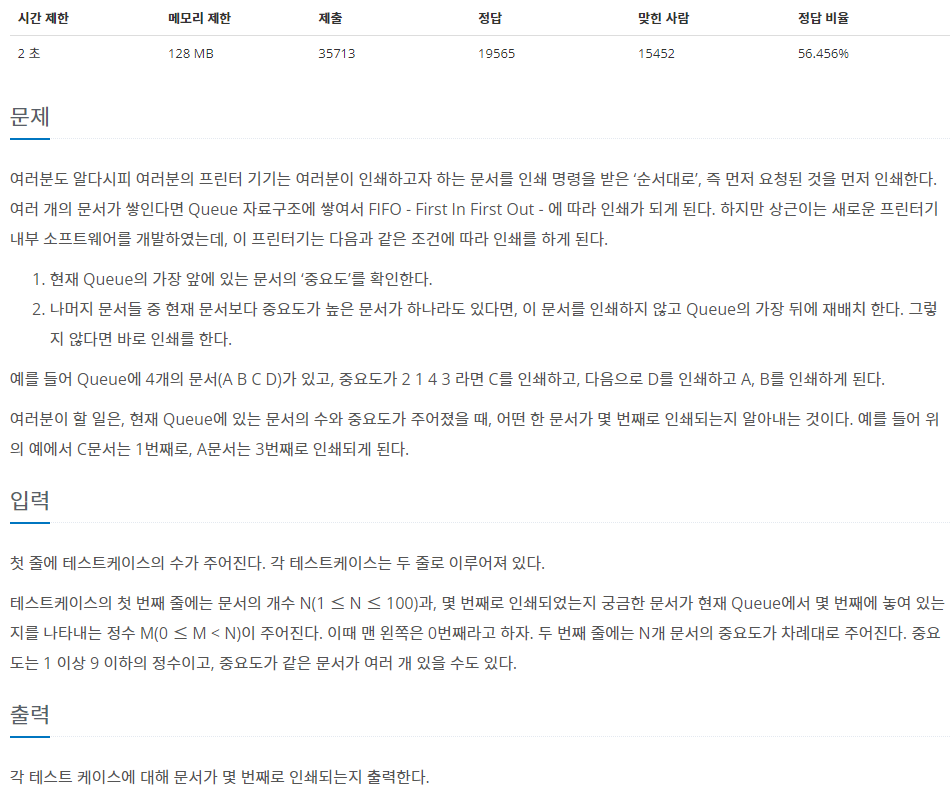 시간 제한 메모리 제한 제출 정답 맞힌 사람 정답 비율
2 초 128 MB 35713 19565 15452 56.456%
문제
여러분도 알다시피 여러분의 프린터 기기는 여러분이 인쇄하고자 하는 문서를 인쇄 명령을 받은 ‘순서대로’, 즉 먼저 요청된 것을 먼저 인쇄한다.
여러 개의 문서가 쌓인다면 Queue 자료구조에 쌓여서 FIFO - First In First Out - 에 따라 인쇄가 되게 된다. 하지만 상근이는 새로운 프린터기
내부 소프트웨어를 개발하였는데, 이 프린터기는 다음과 같은 조건에 따라 인쇄를 하게 된다.
1. 현재 Queue의 가장 앞에 있는 문서의 ‘중요도’를 확인한다.
2. 나머지 문서들 중 현재 문서보다 중요도가 높은 문서가 하나라도 있다면, 이 문서를 인쇄하지 않고 Queue의 가장 뒤에 재배치 한다. 그렇
지 않다면 바로 인쇄를 한다.
예를 들어 Queue에 4개의 문서(A B C D)가 있고, 중요도가 2 1 4 3 라면 C를 인쇄하고, 다음으로 D를 인쇄하고 A, B를 인쇄하게 된다.
여러분이 할 일은, 현재 Queue에 있는 문서의 수와 중요도가 주어졌을 때, 어떤 한 문서가 몇 번째로 인쇄되는지 알아내는 것이다. 예를 들어 위
의 예에서 C문서는 1번째로, A문서는 3번째로 인쇄되게 된다.
입력
첫 줄에 테스트케이스의 수가 주어진다. 각 테스트케이스는 두 줄로 이루어져 있다.
테스트케이스의 첫 번째 줄에는 문서의 개수 N(1 ≤ N ≤ 100)과, 몇 번째로 인쇄되었는지 궁금한 문서가 현재 Queue에서 몇 번째에 놓여 있는
지를 나타내는 정수 M(0 ≤ M < N)이 주어진다. 이때 맨 왼쪽은 0번째라고 하자. 두 번째 줄에는 N개 문서의 중요도가 차례대로 주어진다. 중요
도는 1 이상 9 이하의 정수이고, 중요도가 같은 문서가 여러 개 있을 수도 있다.
출력
각 테스트 케이스에 대해 문서가 몇 번째로 인쇄되는지 출력한다.